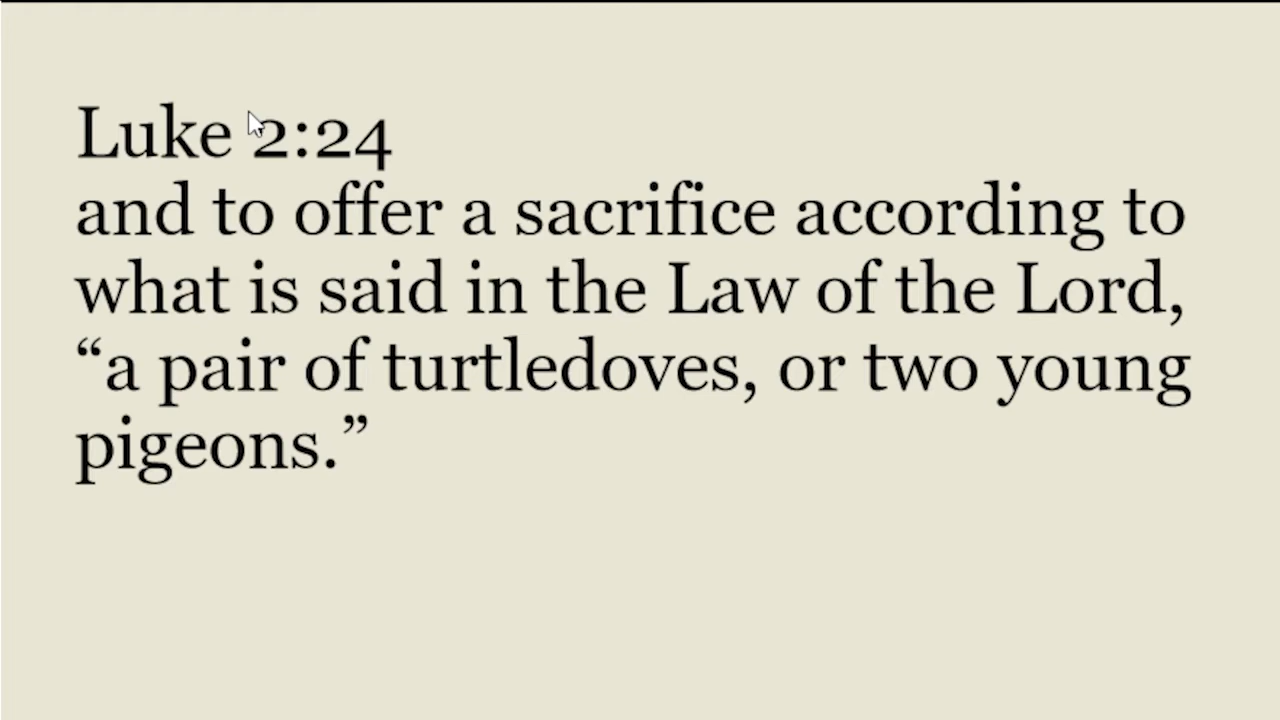 Luke 2:24
and to offer a sacrifice according to
what is said in the Law of the Lord,
“a pair of turtledoves, or two young
pigeons.”